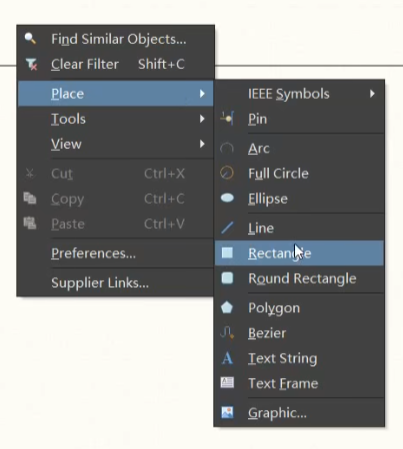 Find Similar Objects...
Clear Filter Shift+C
Place
Tools
View
Cut Ctrl+X
Copy Ctrl+C
Paste Ctrl+V
Preferences...
Supplier Links...
IEEE Symbols
Pin
Arc
Full Circle
Ellipse
Line
Rectangle
Round Rectangle
Polygon
Bezier
Text String
Text Frame
Graphic...